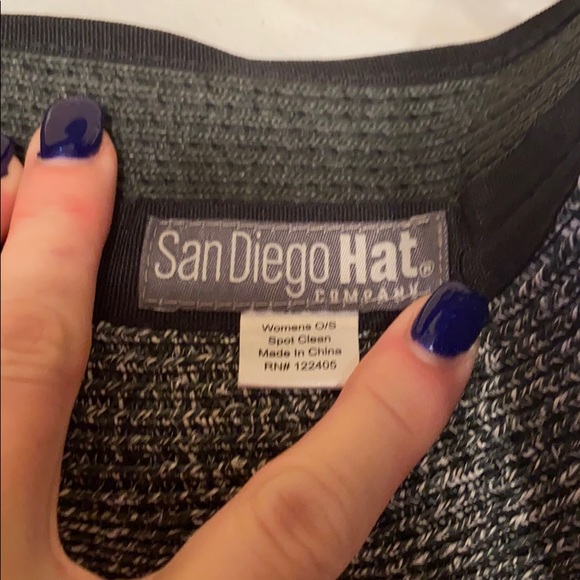 San Diego Hat®
COMPANY
Womens O/S
Spot Clean
Made In China
RN# 122405